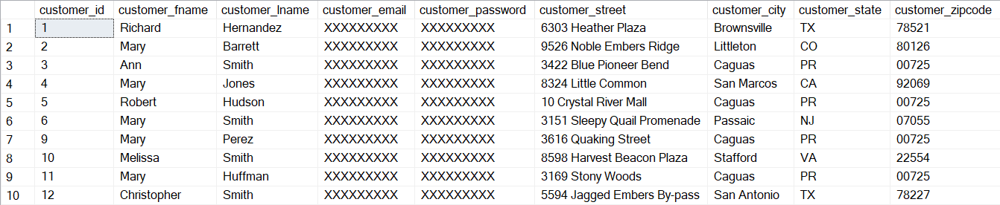 customer_id customer_fname customer_lname customer_email customer_password customer_street customer_city customer_state customer_zipcode
1 1 Richard Hernandez XXXXXXXXX XXXXXXXXX 6303 Heather Plaza Brownsville TX 78521
2 2 Mary Barrett XXXXXXXXX XXXXXXXXX 9526 Noble Embers Ridge Littleton CO 80126
3 3 Ann Smith XXXXXXXXX XXXXXXXXX 3422 Blue Pioneer Bend Caguas PR 00725
4 4 Mary Jones XXXXXXXXX XXXXXXXXX 8324 Little Common San Marcos CA 92069
5 5 Robert Hudson XXXXXXXXX XXXXXXXXX 10 Crystal River Mall Caguas PR 00725
6 6 Mary Smith XXXXXXXXX XXXXXXXXX 3151 Sleepy Quail Promenade Passaic NJ 07055
7 9 Mary Perez XXXXXXXXX XXXXXXXXX 3616 Quaking Street Caguas PR 00725
8 10 Melissa Smith XXXXXXXXX XXXXXXXXX 8598 Harvest Beacon Plaza Stafford VA 22554
9 11 Mary Huffman XXXXXXXXX XXXXXXXXX 3169 Stony Woods Caguas PR 00725
10 12 Christopher Smith XXXXXXXXX XXXXXXXXX 5594 Jagged Embers By-pass San Antonio TX 78227